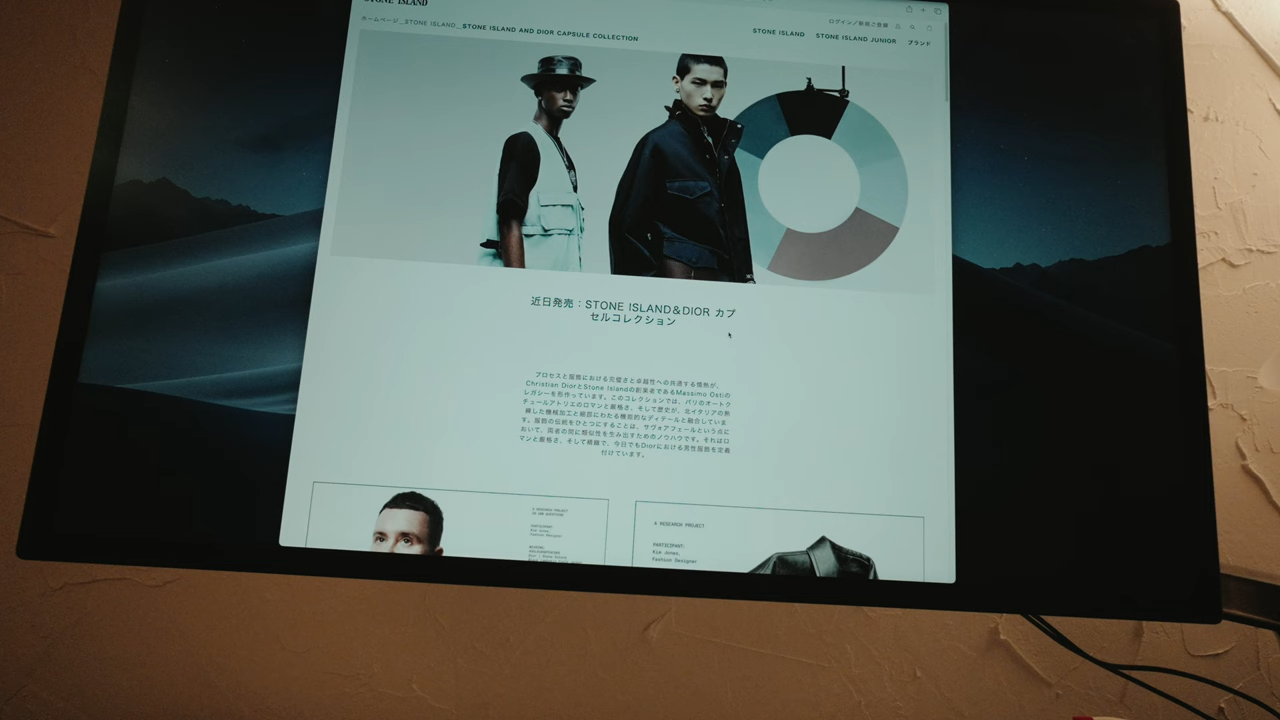 STONE ISLAND
ログイン／新規ご登録
ホームページ_STONE ISLAND_STONE ISLAND AND DIOR CAPSULE COLLECTION
STONE ISLAND STONE ISLAND JUNIOR ブランド
近日発売：STONE ISLAND＆DIOR カプ
セルコレクション
プロセスと服飾における完璧さと卓越性への共通する情熱が、
Christian DiorとStone Islandの創業者であるMassimo Ostiの
レガシーを形作っています。このコレクションでは、パリのオートク
チュールアトリエのロマンと厳格さ、そして歴史が、北イタリアの熟
練した機械加工と細部にわたる機能的なディテールと融合していま
す。服飾の伝統をひとつにすることは、サヴォアフェールという点に
おいて、両者の間に類似性を生み出すためのノウハウです。それはロ
マンと厳格さ、そして精緻で、今日でもDiorにおける男性服飾を定義
付けています。
A RESEARCH PROJECT
PARTICIPANT
Kim Jones,
Fashion Designer
A RESEARCH PROJECT
PARTICIPANT
Kim Jones,
Fashion Designer